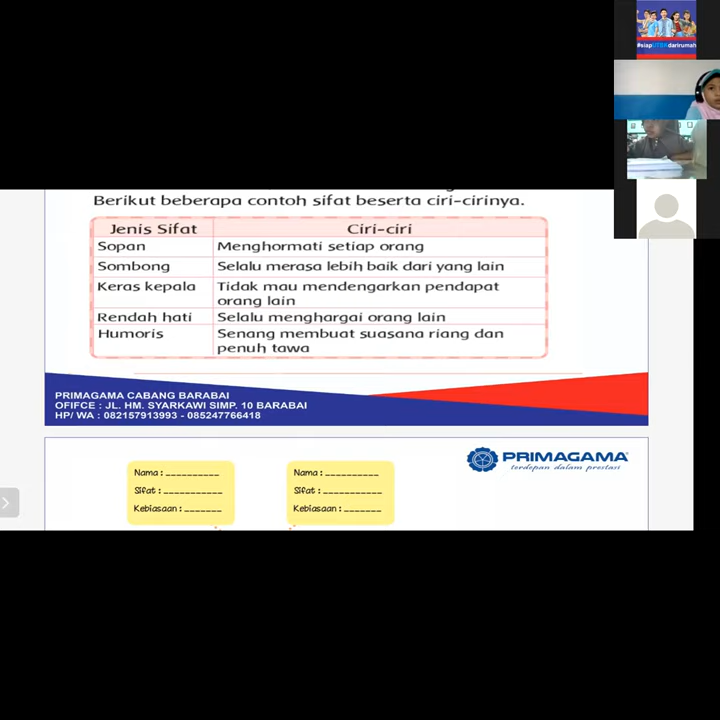 #siapUTBKdarirumah
Berikut beberapa contoh sifat beserta ciri-cirinya.
Jenis Sifat Ciri-ciri
Sopan Menghormati setiap orang
Sombong Selalu merasa lebih baik dari yang lain
Keras kepala Tidak mau mendengarkan pendapat
orang lain
Rendah hati Selalu menghargai orang lain
Humoris Senang membuat suasana riang dan
penuh tawa
PRIMAGAMA CABANG BARABAI
OFIFCE : JL. HM. SYARKAWI SIMP. 10 BARABAI
HP/ WA : 082157913993 - 085247766418
PRIMAGAMA
terdepan dalam prestasi
Nama : __________ Nama : __________
Sifat : ___________ Sifat : ___________
Kebiasaan : _______ Kebiasaan : _______